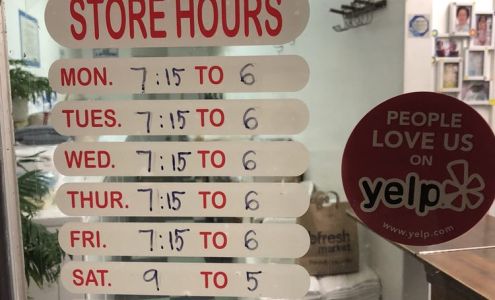 STORE HOURS
MON. 7:15 TO 6
TUES. 7:15 TO 6
WED. 7:15 TO 6
THUR. 7:15 TO 6
FRI. 7:15 TO 6
SAT. 9 TO 5
PEOPLE
LOVE US
ON
yelp
www.yelp.com
fresh
market